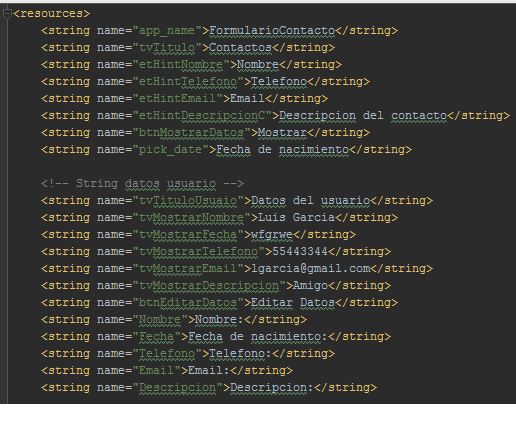 <resources>
<string name="app_name">FormularioContacto</string>
<string name="tvTitulo">Contactos</string>
<string name="etHintNombre">Nombre</string>
<string name="etHintTelefono">Telefono</string>
<string name="etHintEmail">Email</string>
<string name="etHintDescripcionC">Descripcion del contacto</string>
<string name="btnMostrarDatos">Mostrar</string>
<string name="pick_date">Fecha de nacimiento</string>
<!-- String datos usuario -->
<string name="tvTituloUsuaio">Datos del usuario</string>
<string name="tvMostrarNombre">Luis Garcia</string>
<string name="tvMostrarFecha">wfgrwe</string>
<string name="tvMostrarTelefono">55443344</string>
<string name="tvMostrarEmail">lgarcia@gmail.com</string>
<string name="tvMostrarDescripcion">Amigo</string>
<string name="btnEditarDatos">Editar Datos</string>
<string name="Nombre">Nombre:</string>
<string name="Fecha">Fecha de nacimiento:</string>
<string name="Telefono">Telefono:</string>
<string name="Email">Email:</string>
<string name="Descripcion">Descripcion:</string>